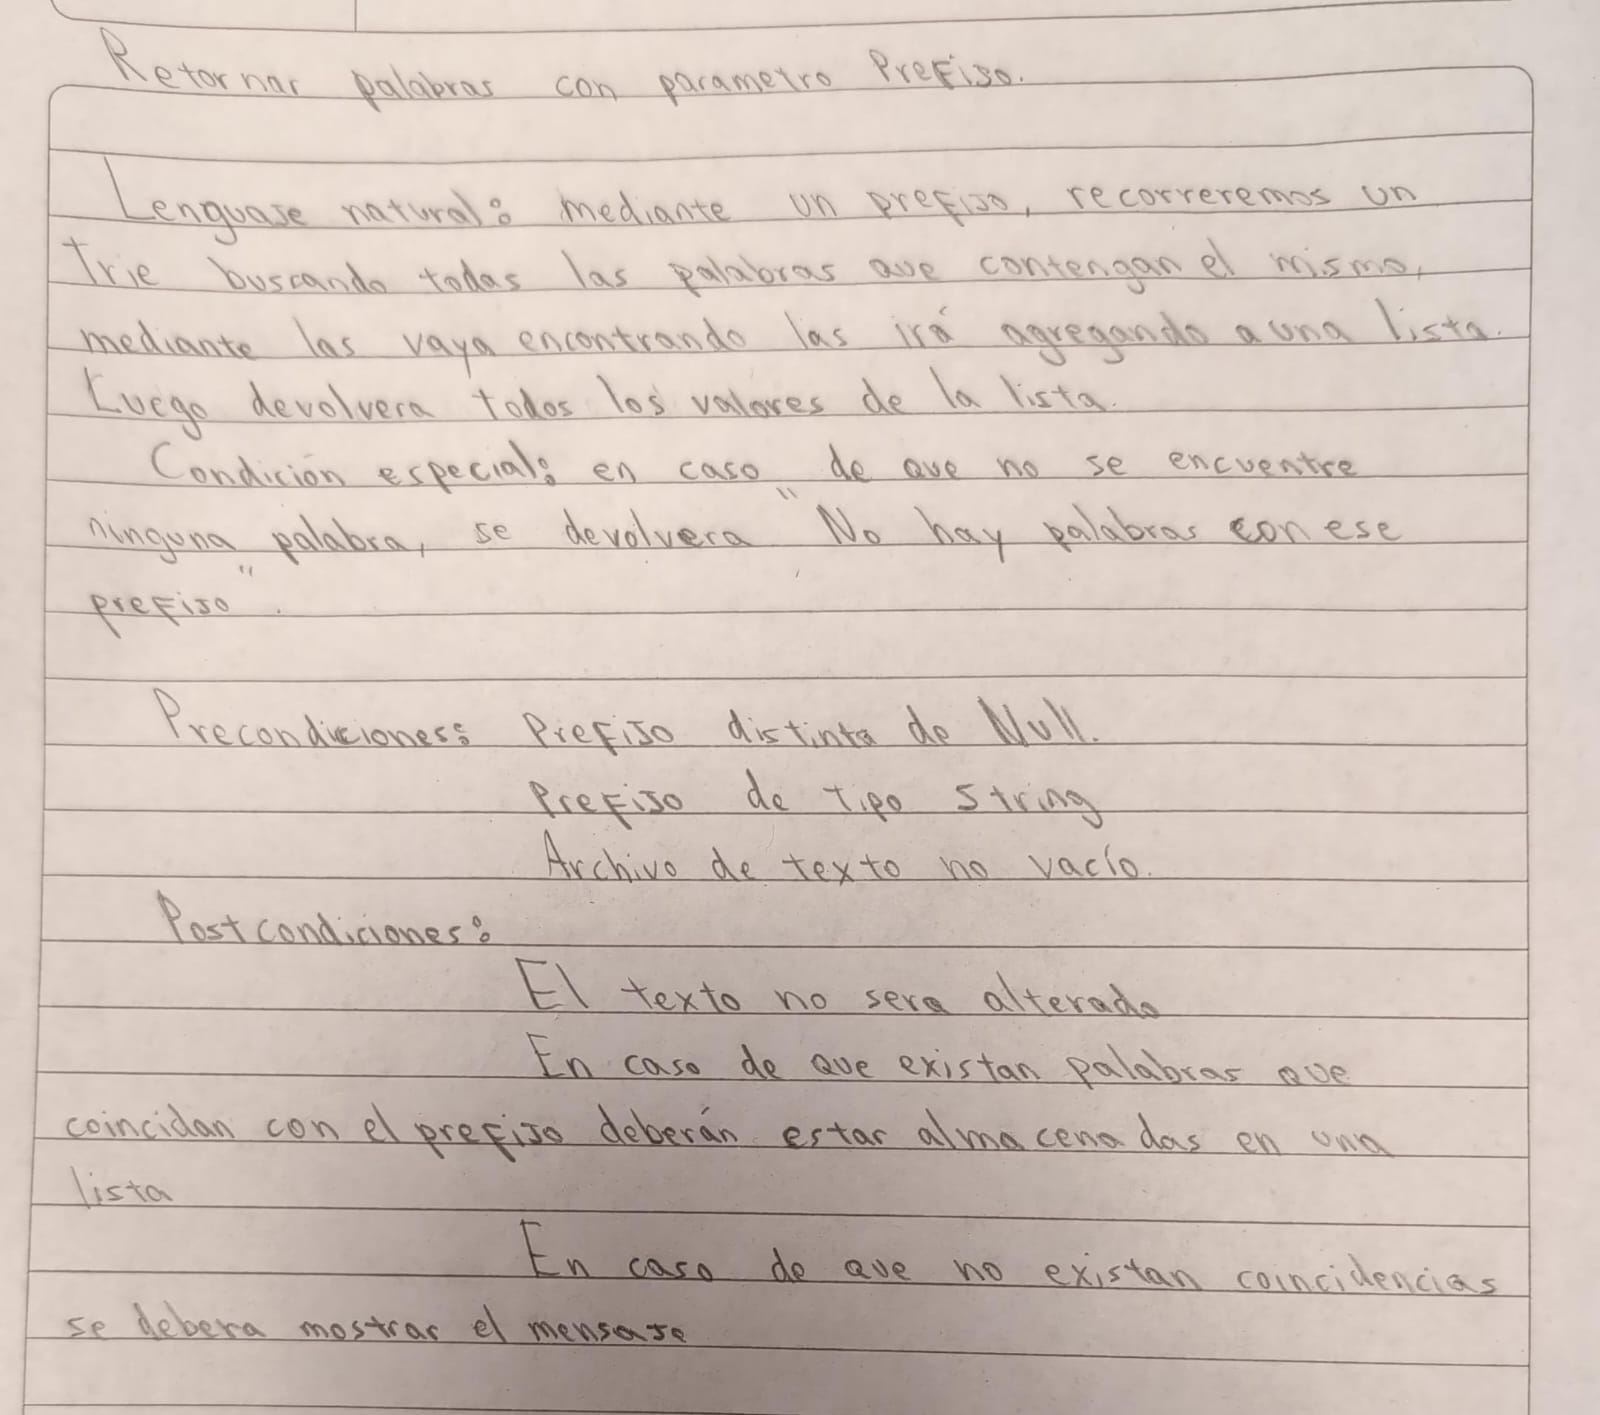 Retornar palabras con parametro Prefijo.
Lenguaje natural: mediante un prefijo, recorreremos un
Trie buscando todas las palabras que contengan el mismo,
mediante las vaya encontrando las irá agregando a una lista.
Luego devolvera todos los valores de la lista.
Condición especial: en caso de que no se encuentre
ninguna palabra, se devolvera "No hay palabras con ese
prefijo".
Precondiciones: Prefijo distinto de Null.
Prefijo de tipo String
Archivo de texto no vacío.
Postcondiciones:
El texto no sera alterado
En caso de que existan palabras que
coincidan con el prefijo deberán estar almacenadas en una
lista
En caso de que no existan coincidencias
se debera mostrar el mensaje